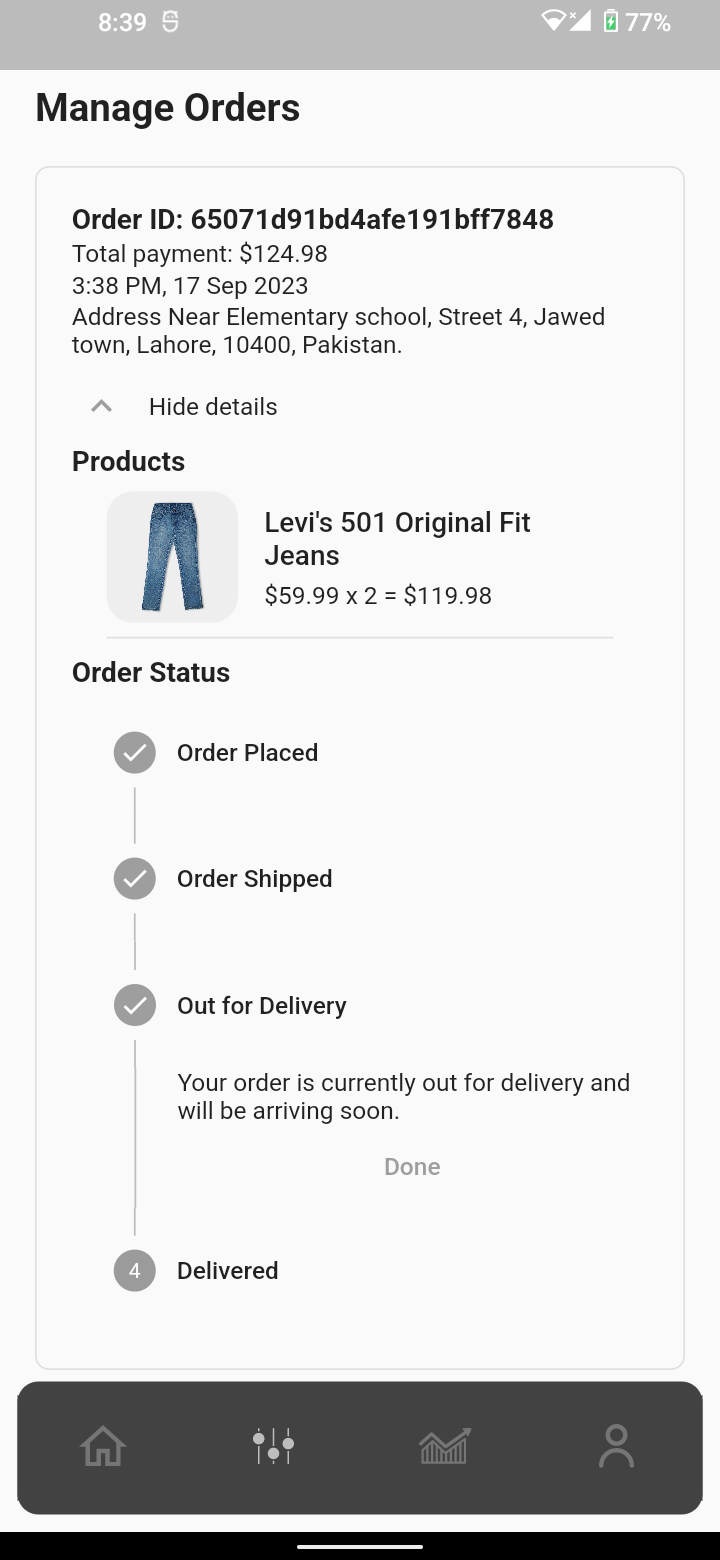 8:39
77%
Manage Orders
Order ID: 65071d91bd4afe191bff7848
Total payment: $124.98
3:38 PM, 17 Sep 2023
Address Near Elementary school, Street 4, Jawed
town, Lahore, 10400, Pakistan.
Hide details
Products
Levi's 501 Original Fit
Jeans
$59.99 x 2 = $119.98
Order Status
Order Placed
Order Shipped
Out for Delivery
Your order is currently out for delivery and
will be arriving soon.
Done
4 Delivered